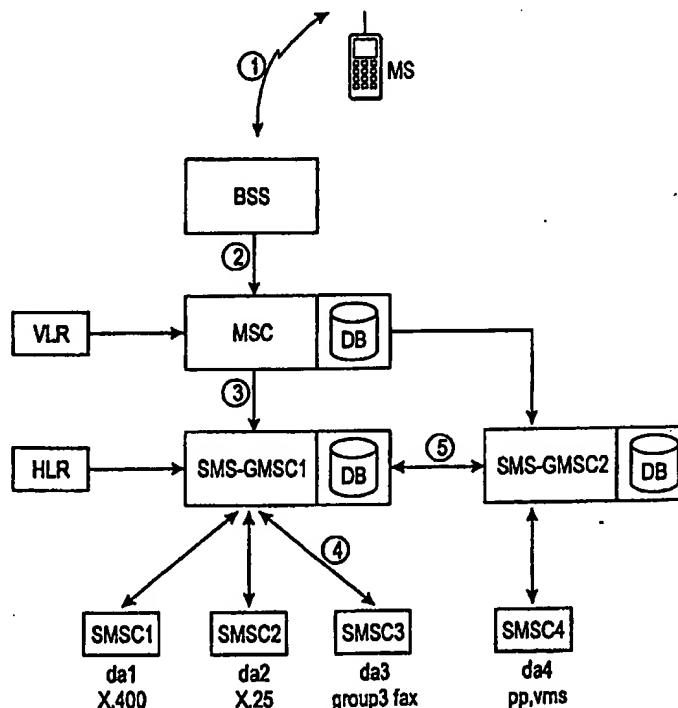 1
MS
BSS
2
VLR
MSC
DB
3
HLR
SMS-GMSC1
DB
5
SMS-GMSC2
DB
4
SMSC1
SMSC2
SMSC3
SMSC4
da1
da2
da3
da4
X.400
X.25
group3 fax
pp,vms